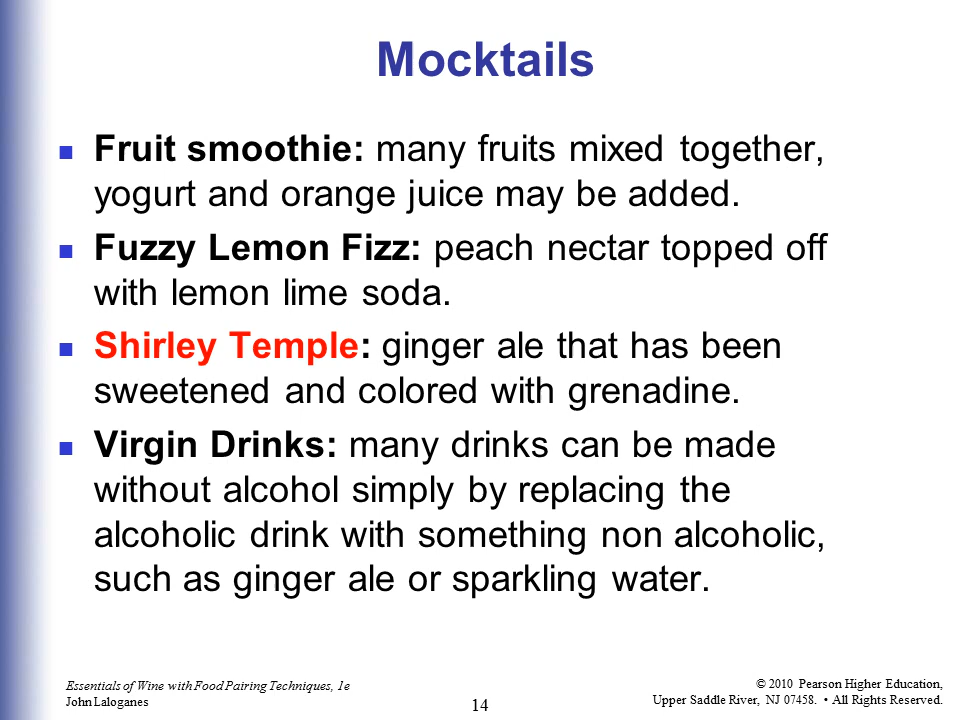 Mocktails
Fruit smoothie: many fruits mixed together,
yogurt and orange juice may be added.
Fuzzy Lemon Fizz: peach nectar topped off
with lemon lime soda.
Shirley Temple: ginger ale that has been
sweetened and colored with grenadine.
Virgin Drinks: many drinks can be made
without alcohol simply by replacing the
alcoholic drink with something non alcoholic,
such as ginger ale or sparkling water.
Essentials of Wine with Food Pairing Techniques, 1e
John Laloganes
14
© 2010 Pearson Higher Education,
Upper Saddle River, NJ 07458. • All Rights Reserved.